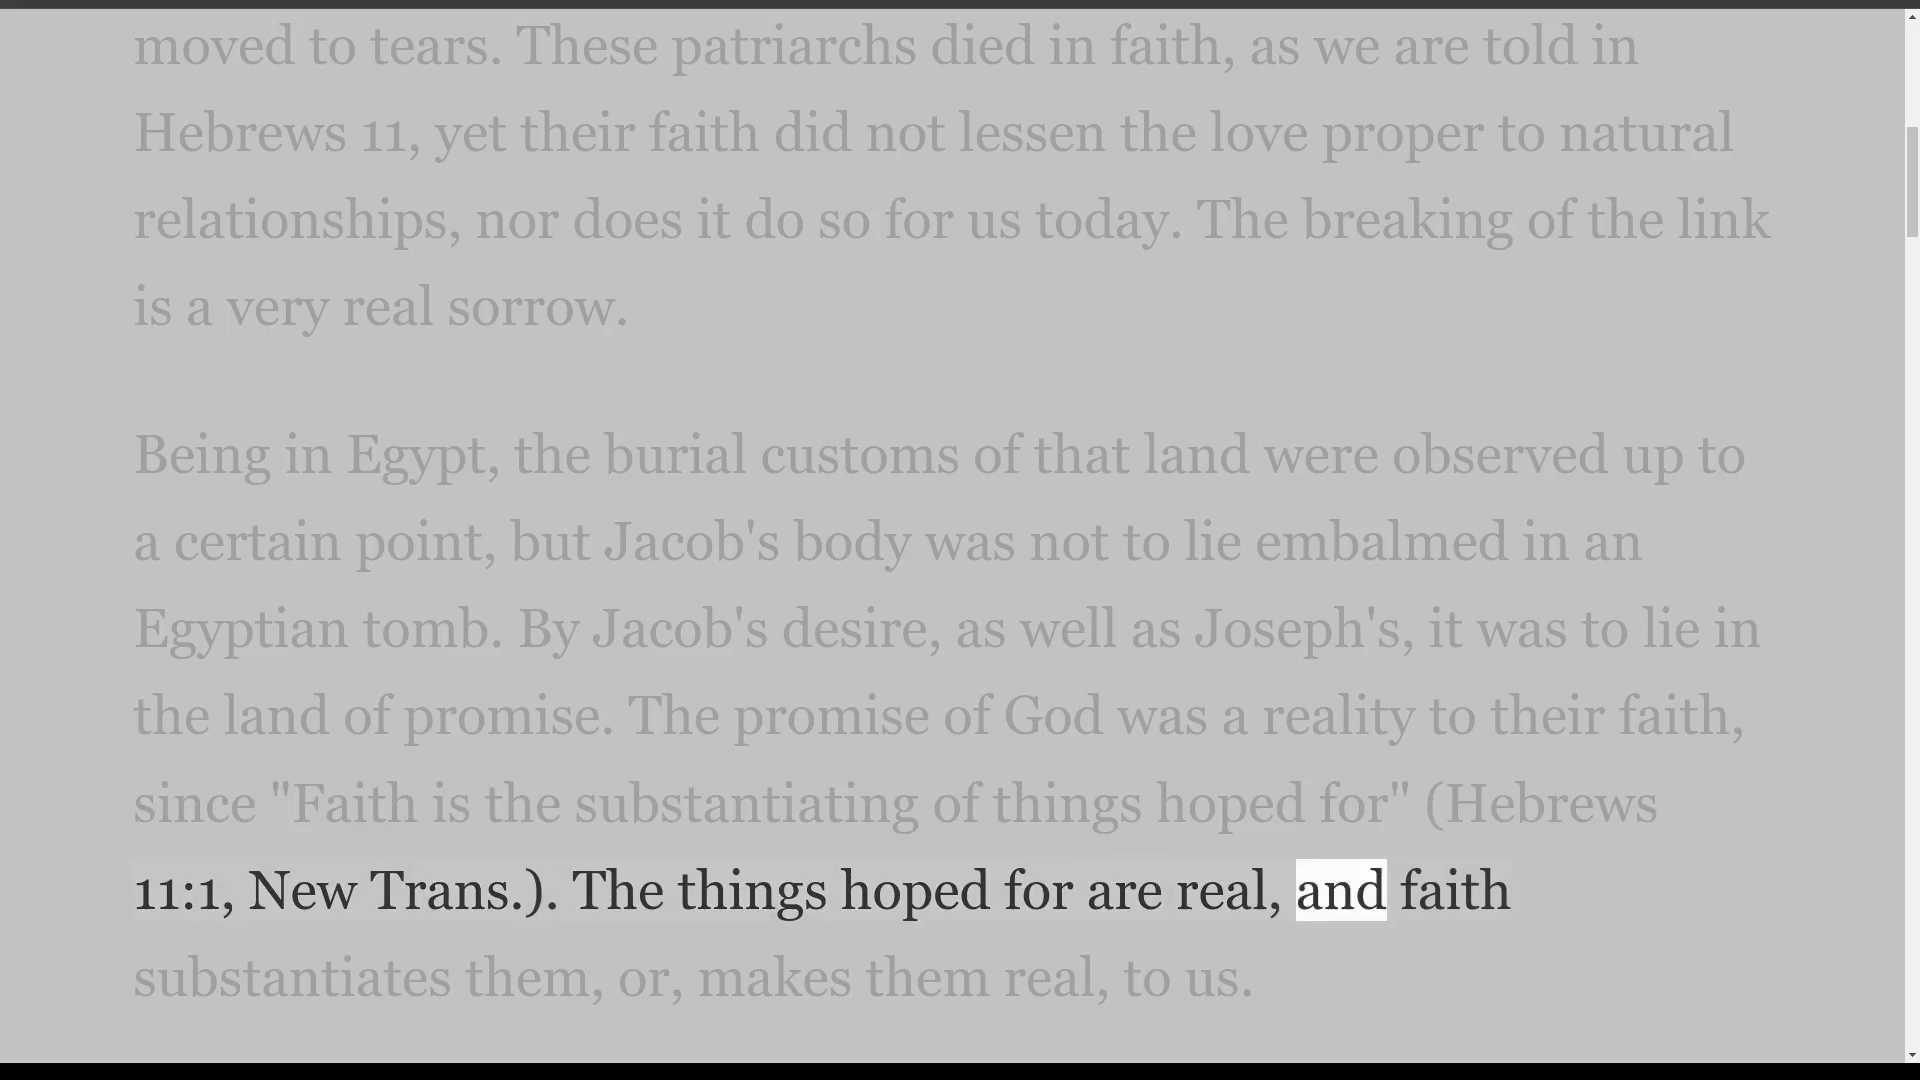 moved to tears. These patriarchs died in faith, as we are told in
Hebrews 11, yet their faith did not lessen the love proper to natural
relationships, nor does it do so for us today. The breaking of the link
is a very real sorrow.
Being in Egypt, the burial customs of that land were observed up to
a certain point, but Jacob's body was not to lie embalmed in an
Egyptian tomb. By Jacob's desire, as well as Joseph's, it was to lie in
the land of promise. The promise of God was a reality to their faith,
since "Faith is the substantiating of things hoped for" (Hebrews
11:1, New Trans.). The things hoped for are real, and faith
substantiates them, or, makes them real, to us.